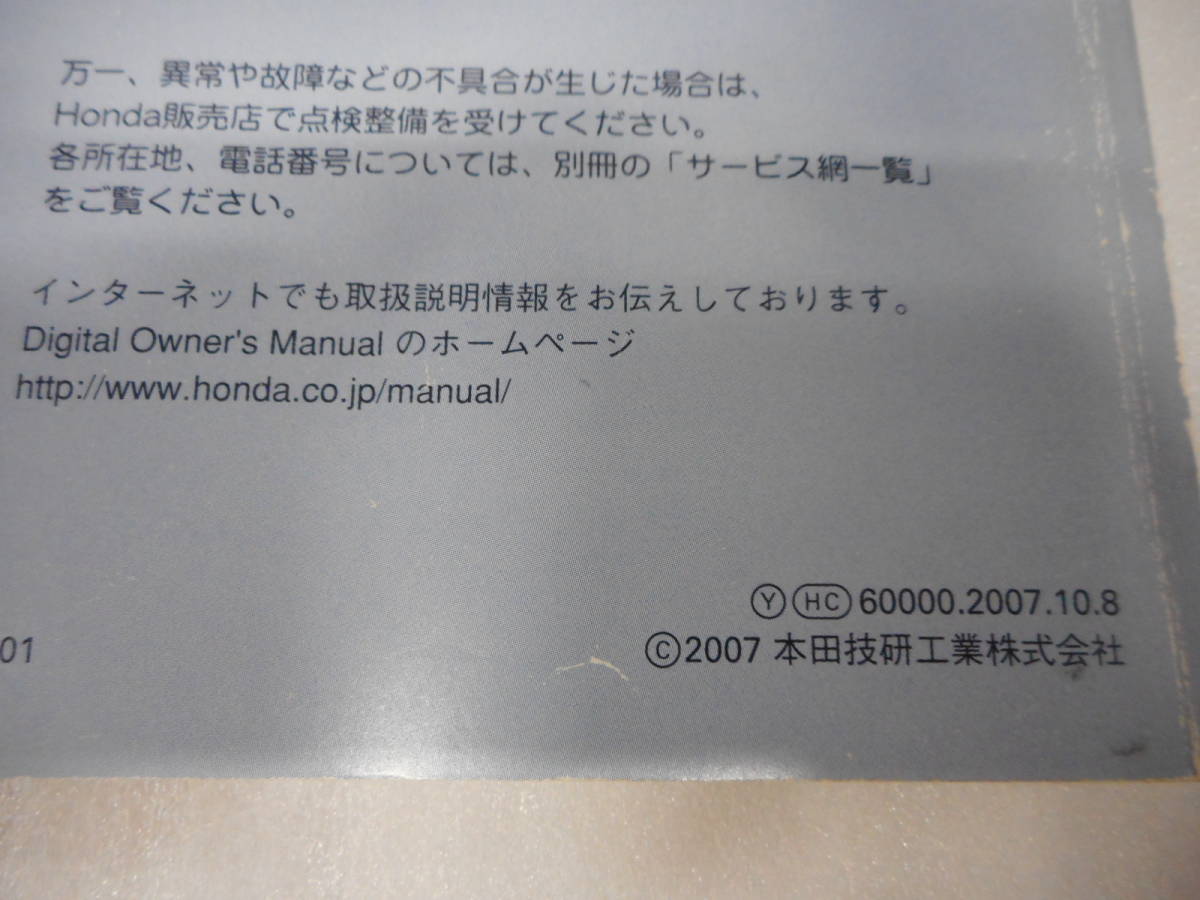 万一、異常や故障などの不具合が生じた場合は、
Honda販売店で点検整備を受けてください。
各所在地、電話番号については、別冊の「サービス網一覧」
をご覧ください。
インターネットでも取扱説明情報をお伝えしております。
Digital Owner's Manual のホームページ
http://www.honda.co.jp/manual/
Ⓨ HC 60000.2007.10.8
01
©2007 本田技研工業株式会社